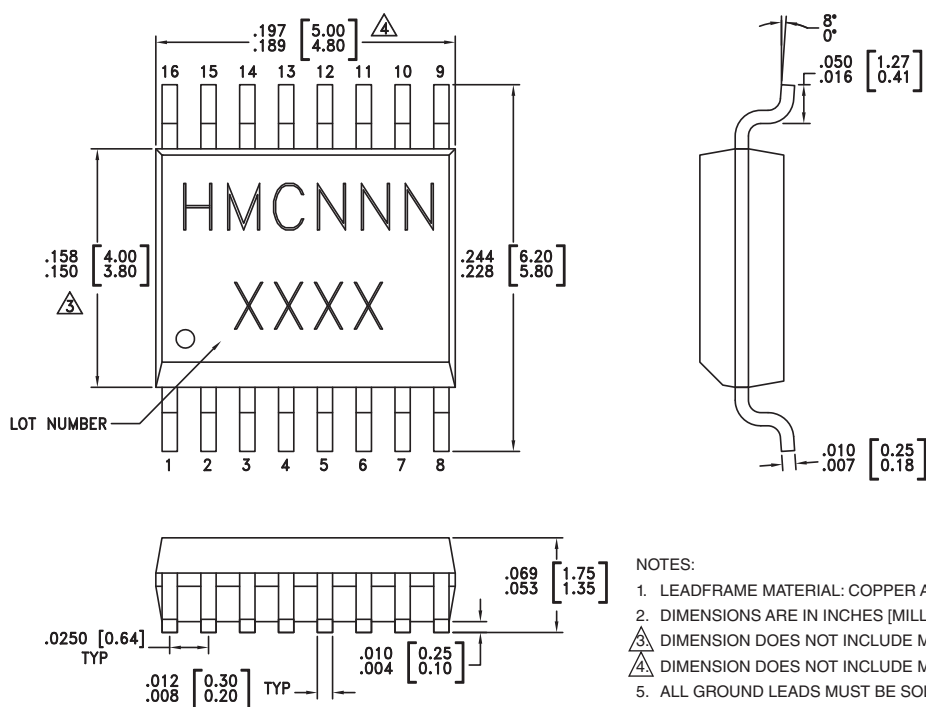 .197 [5.00]
.189 [4.80]
4
16 15 14 13 12 11 10 9
HMCNNN
XXXX
.158 [4.00]
.150 [3.80]
3
.244 [6.20]
.228 [5.80]
LOT NUMBER
1 2 3 4 5 6 7 8
8°
0°
.050 [1.27]
.016 [0.41]
.010 [0.25]
.007 [0.18]
.069 [1.75]
.053 [1.35]
.0250 [0.64]
TYP
.012 [0.30]
.008 [0.20]
TYP
.010 [0.25]
.004 [0.10]
NOTES:
1. LEADFRAME MATERIAL: COPPER
2. DIMENSIONS ARE IN INCHES
3. DIMENSION DOES NOT INCLUDE
4. DIMENSION DOES NOT INCLUDE
5. ALL GROUND LEADS MUST BE